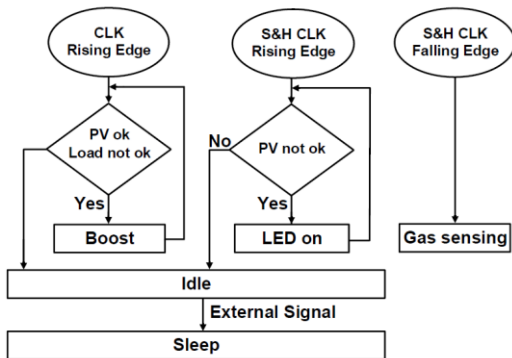 CLK
Rising Edge
S&H CLK
Rising Edge
S&H CLK
Falling Edge
PV ok
Load not ok
No
PV not ok
Yes
Yes
Boost
LED on
Gas sensing
Idle
External Signal
Sleep